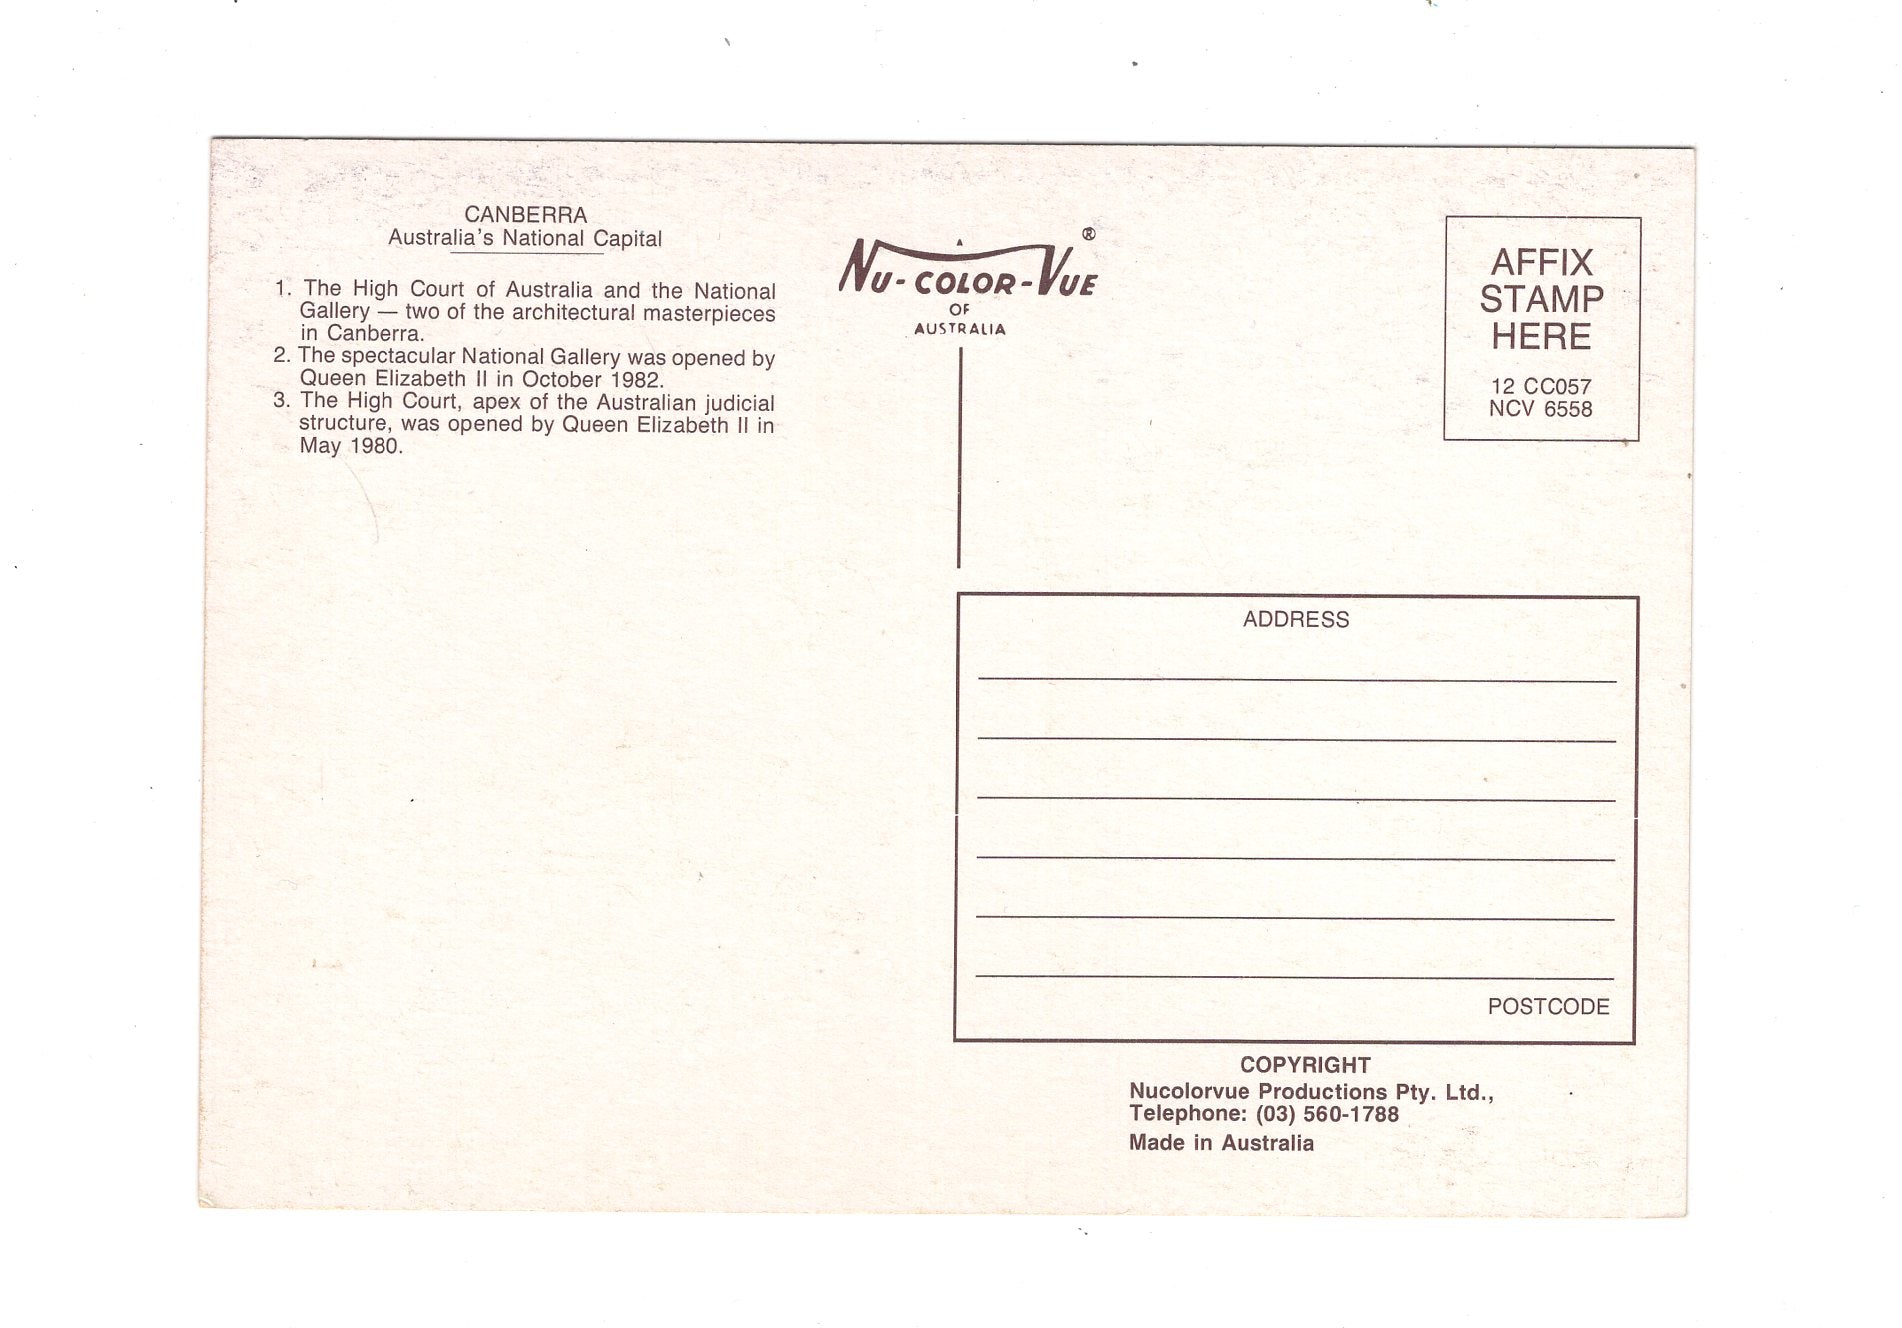 CANBERRA
Australia's National Capital
1. The High Court of Australia and the National
Gallery — two of the architectural masterpieces
in Canberra.
2. The spectacular National Gallery was opened by
Queen Elizabeth II in October 1982.
3. The High Court, apex of the Australian judicial
structure, was opened by Queen Elizabeth II in
May 1980.
A
NU-COLOR-VUE®
OF
AUSTRALIA
AFFIX
STAMP
HERE
12 CC057
NCV 6558
ADDRESS
POSTCODE
COPYRIGHT
Nucolorvue Productions Pty. Ltd.,
Telephone: (03) 560-1788
Made in Australia